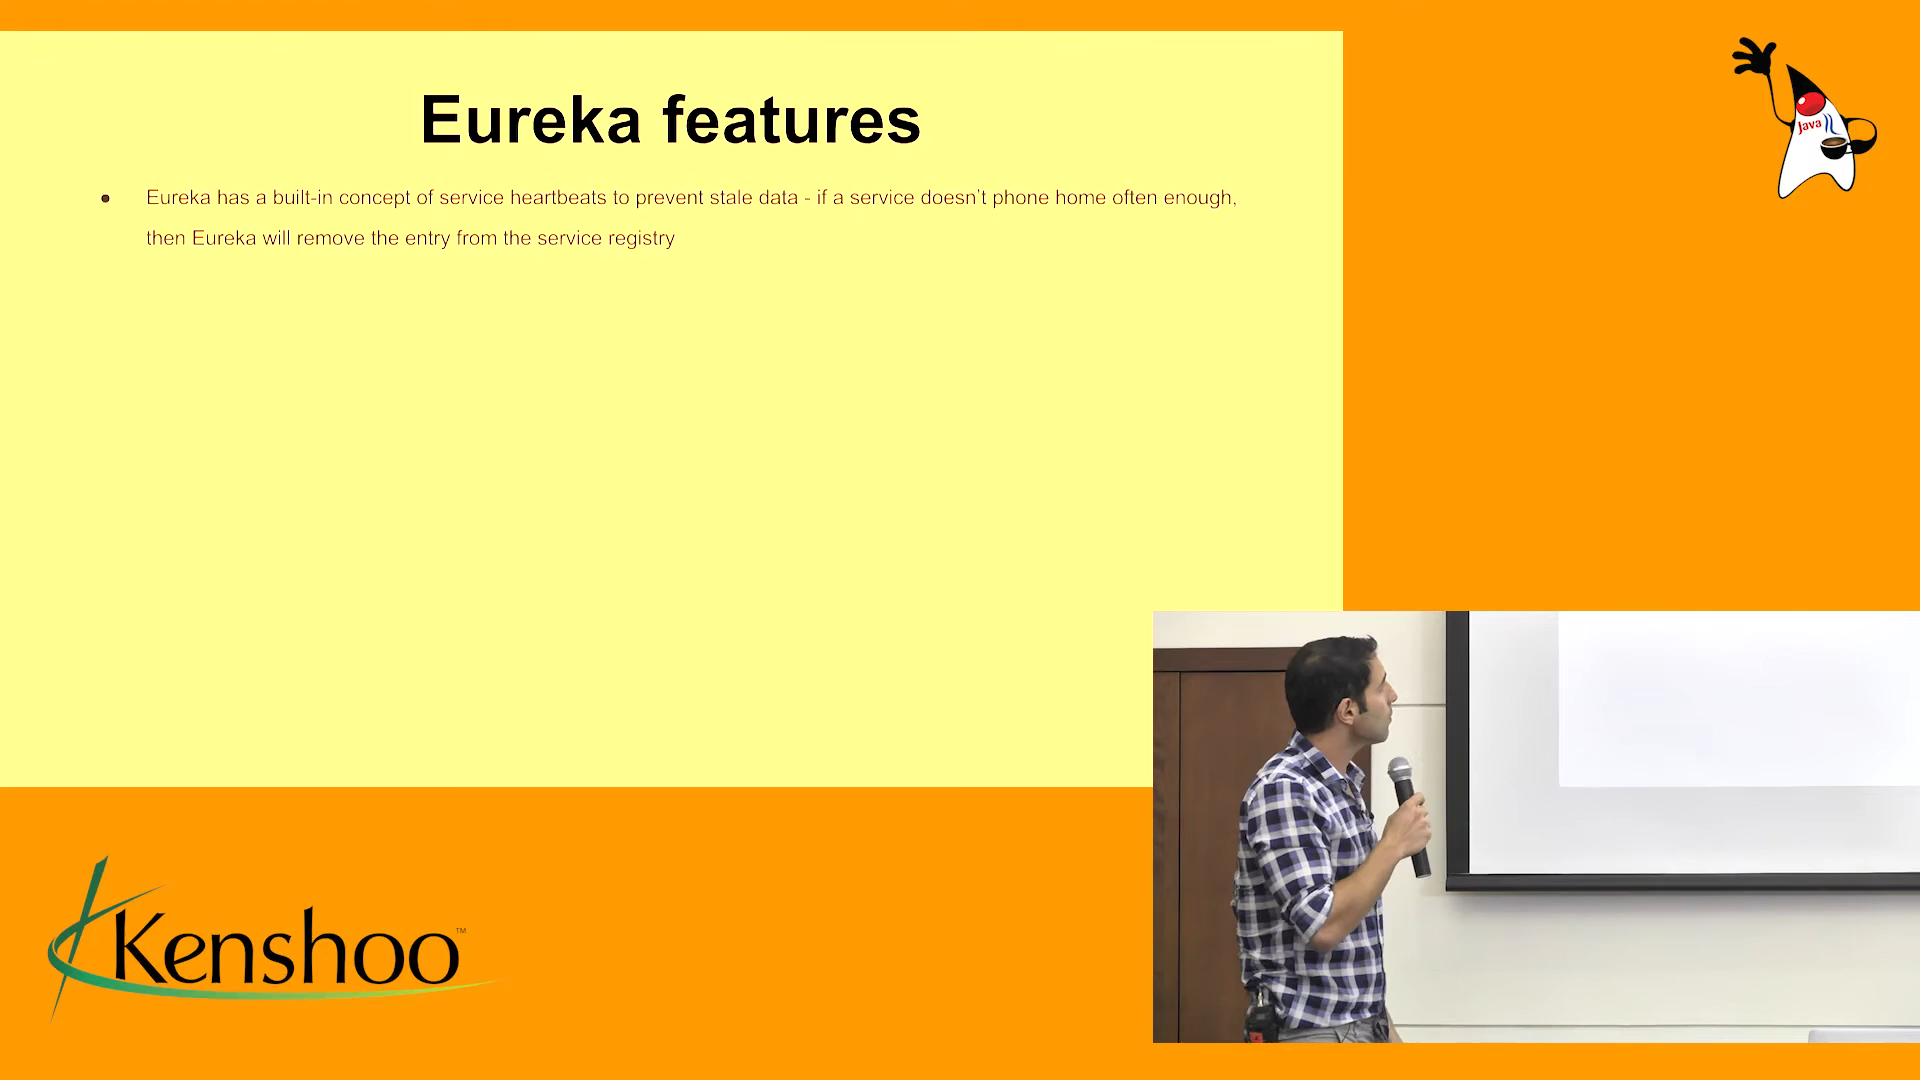 Eureka features
Java
● Eureka has a built-in concept of service heartbeats to prevent stale data - if a service doesn't phone home often enough,
then Eureka will remove the entry from the service registry
Kenshoo™